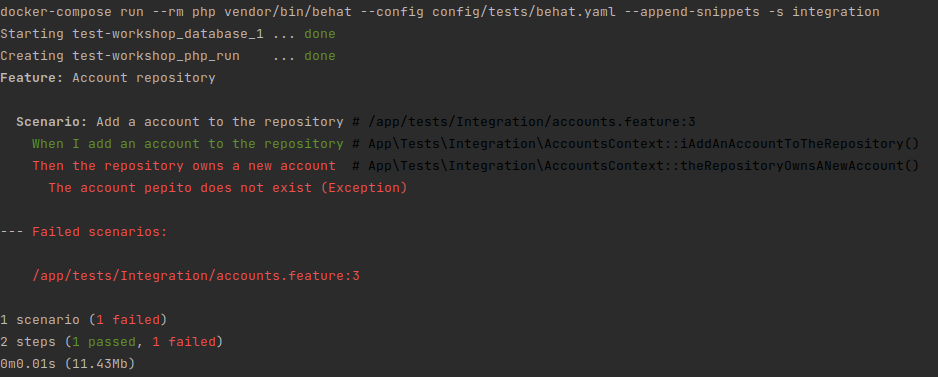 docker-compose run --rm php vendor/bin/behat --config config/tests/behat.yaml --append-snippets -s integration
Starting test-workshop_database_1 ... done
Creating test-workshop_php_run    ... done
Feature: Account repository
  Scenario: Add a account to the repository # /app/tests/Integration/accounts.feature:3
    When I add an account to the repository # App\Tests\Integration\AccountsContext::iAddAnAccountToTheRepository()
    Then the repository owns a new account  # App\Tests\Integration\AccountsContext::theRepositoryOwnsANewAccount()
      The account pepito does not exist (Exception)
--- Failed scenarios:
    /app/tests/Integration/accounts.feature:3
1 scenario (1 failed)
2 steps (1 passed, 1 failed)
0m0.01s (11.43Mb)